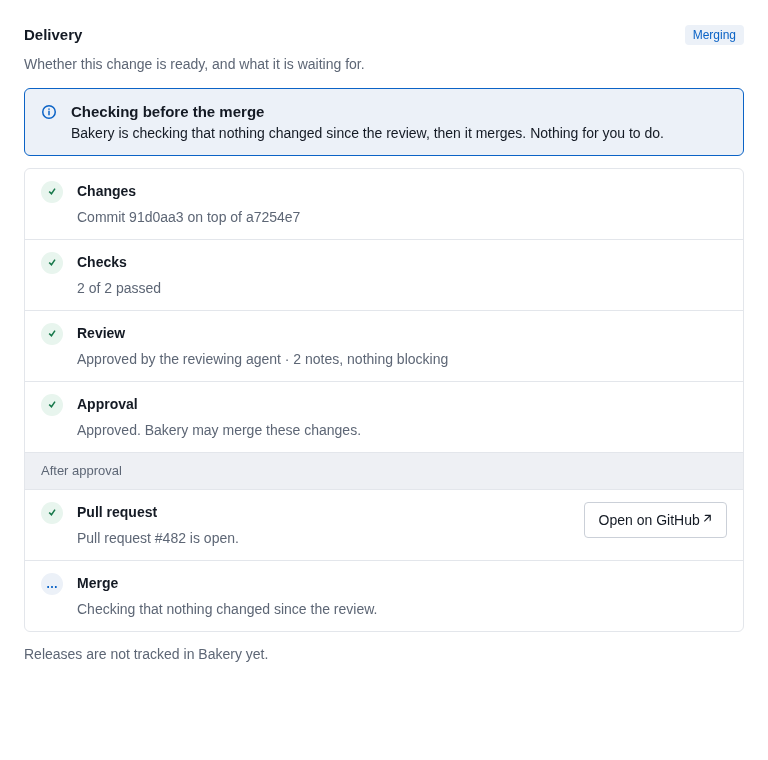 Delivery
Merging
Whether this change is ready, and what it is waiting for.
Checking before the merge
Bakery is checking that nothing changed since the review, then it merges. Nothing for you to do.
Changes
Commit 91d0aa3 on top of a7254e7
Checks
2 of 2 passed
Review
Approved by the reviewing agent · 2 notes, nothing blocking
Approval
Approved. Bakery may merge these changes.
After approval
Pull request
Open on GitHub
Pull request #482 is open.
Merge
Checking that nothing changed since the review.
Releases are not tracked in Bakery yet.